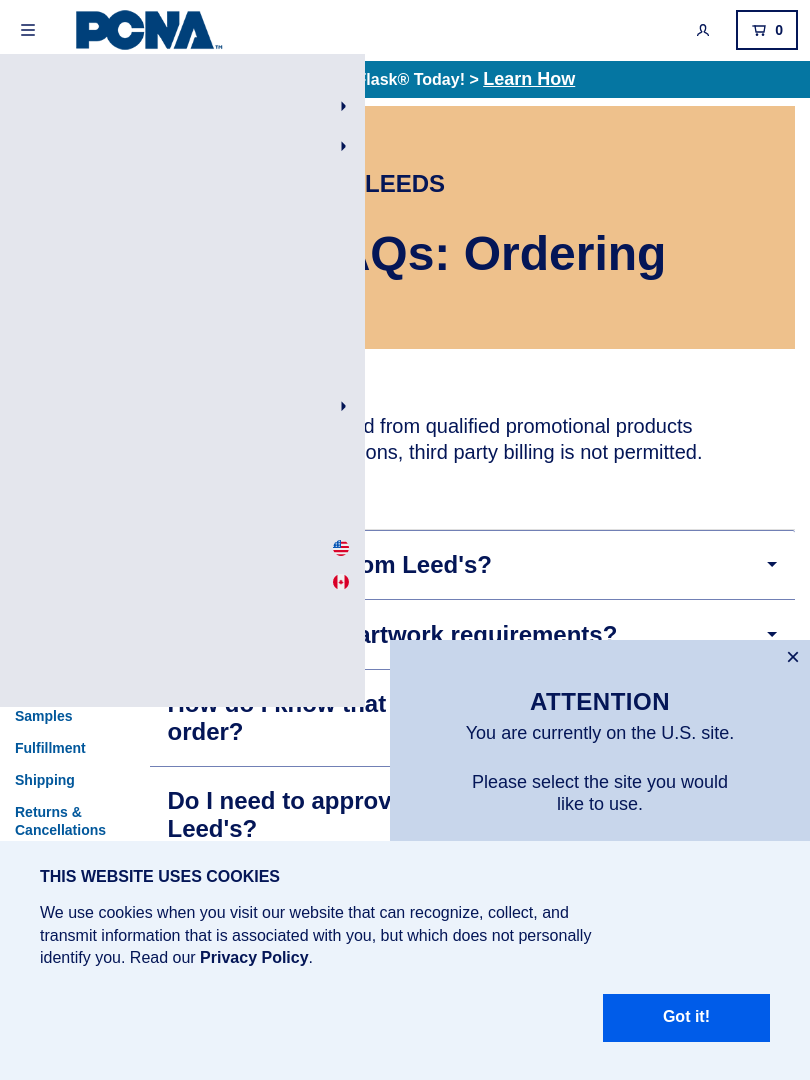 PCNA™
0
Flask® Today! > Learn How
LEEDS
AQs: Ordering
d from qualified promotional products
ons, third party billing is not permitted.
om Leed's?
artwork requirements?
How do I know that
order?
Do I need to approv
Leed's?
Samples
Fulfillment
Shipping
Returns &
Cancellations
×
ATTENTION
You are currently on the U.S. site.
Please select the site you would
like to use.
THIS WEBSITE USES COOKIES
We use cookies when you visit our website that can recognize, collect, and
transmit information that is associated with you, but which does not personally
identify you. Read our Privacy Policy.
Got it!